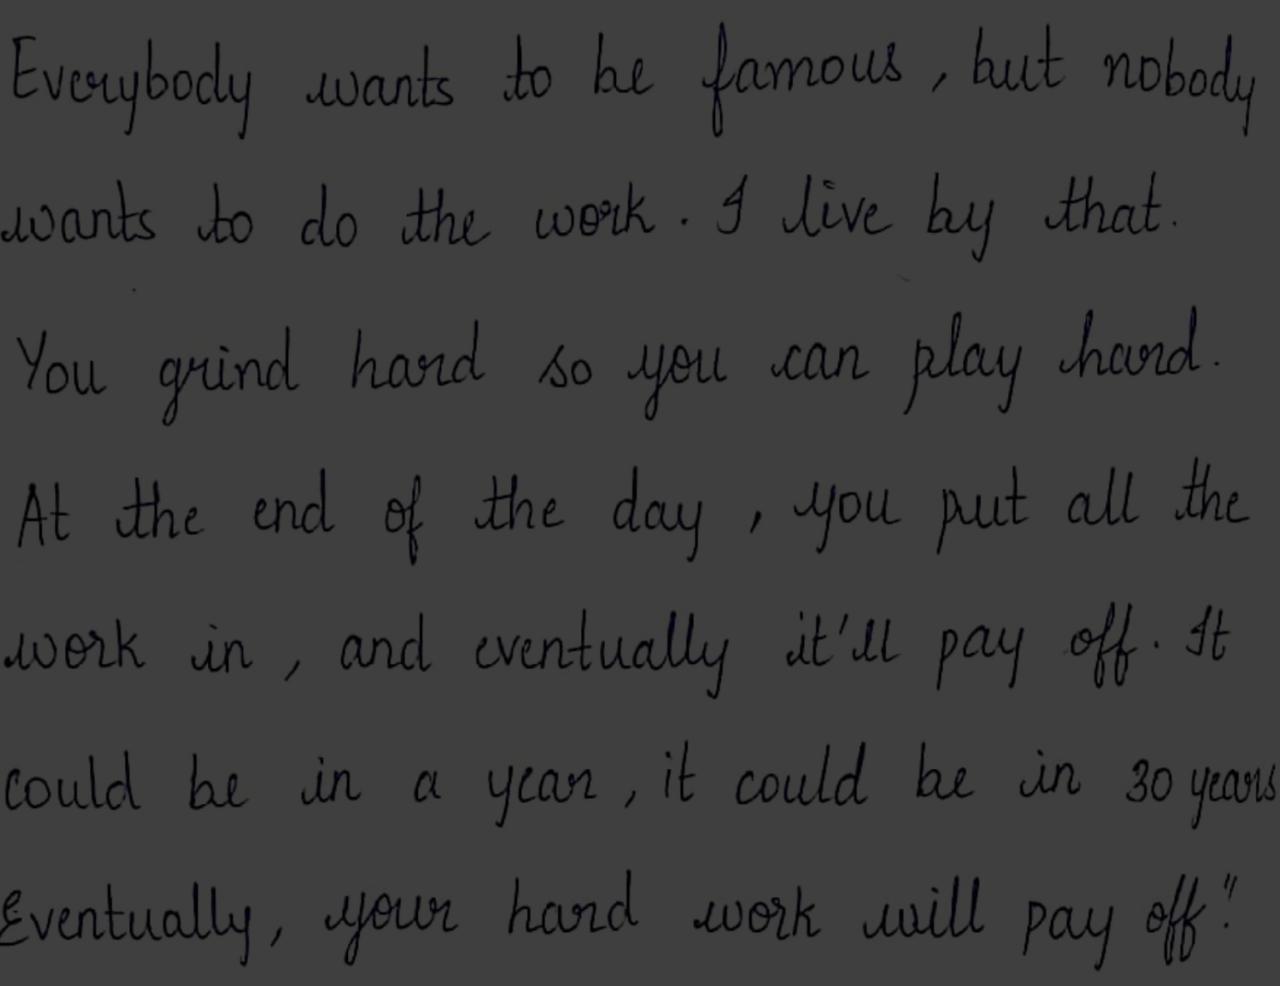 Everybody wants to be famous, but nobody
wants to do the work. I live by that.
You grind hard so you can play hard.
At the end of the day, you put all the
work in, and eventually it'll pay off. It
could be in a year, it could be in 30 years
Eventually, your hard work will pay off."